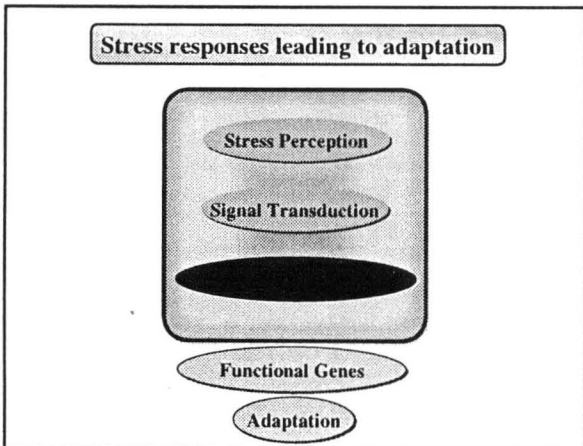 Stress responses leading to adaptation
Stress Perception
Signal Transduction
Functional Genes
Adaptation